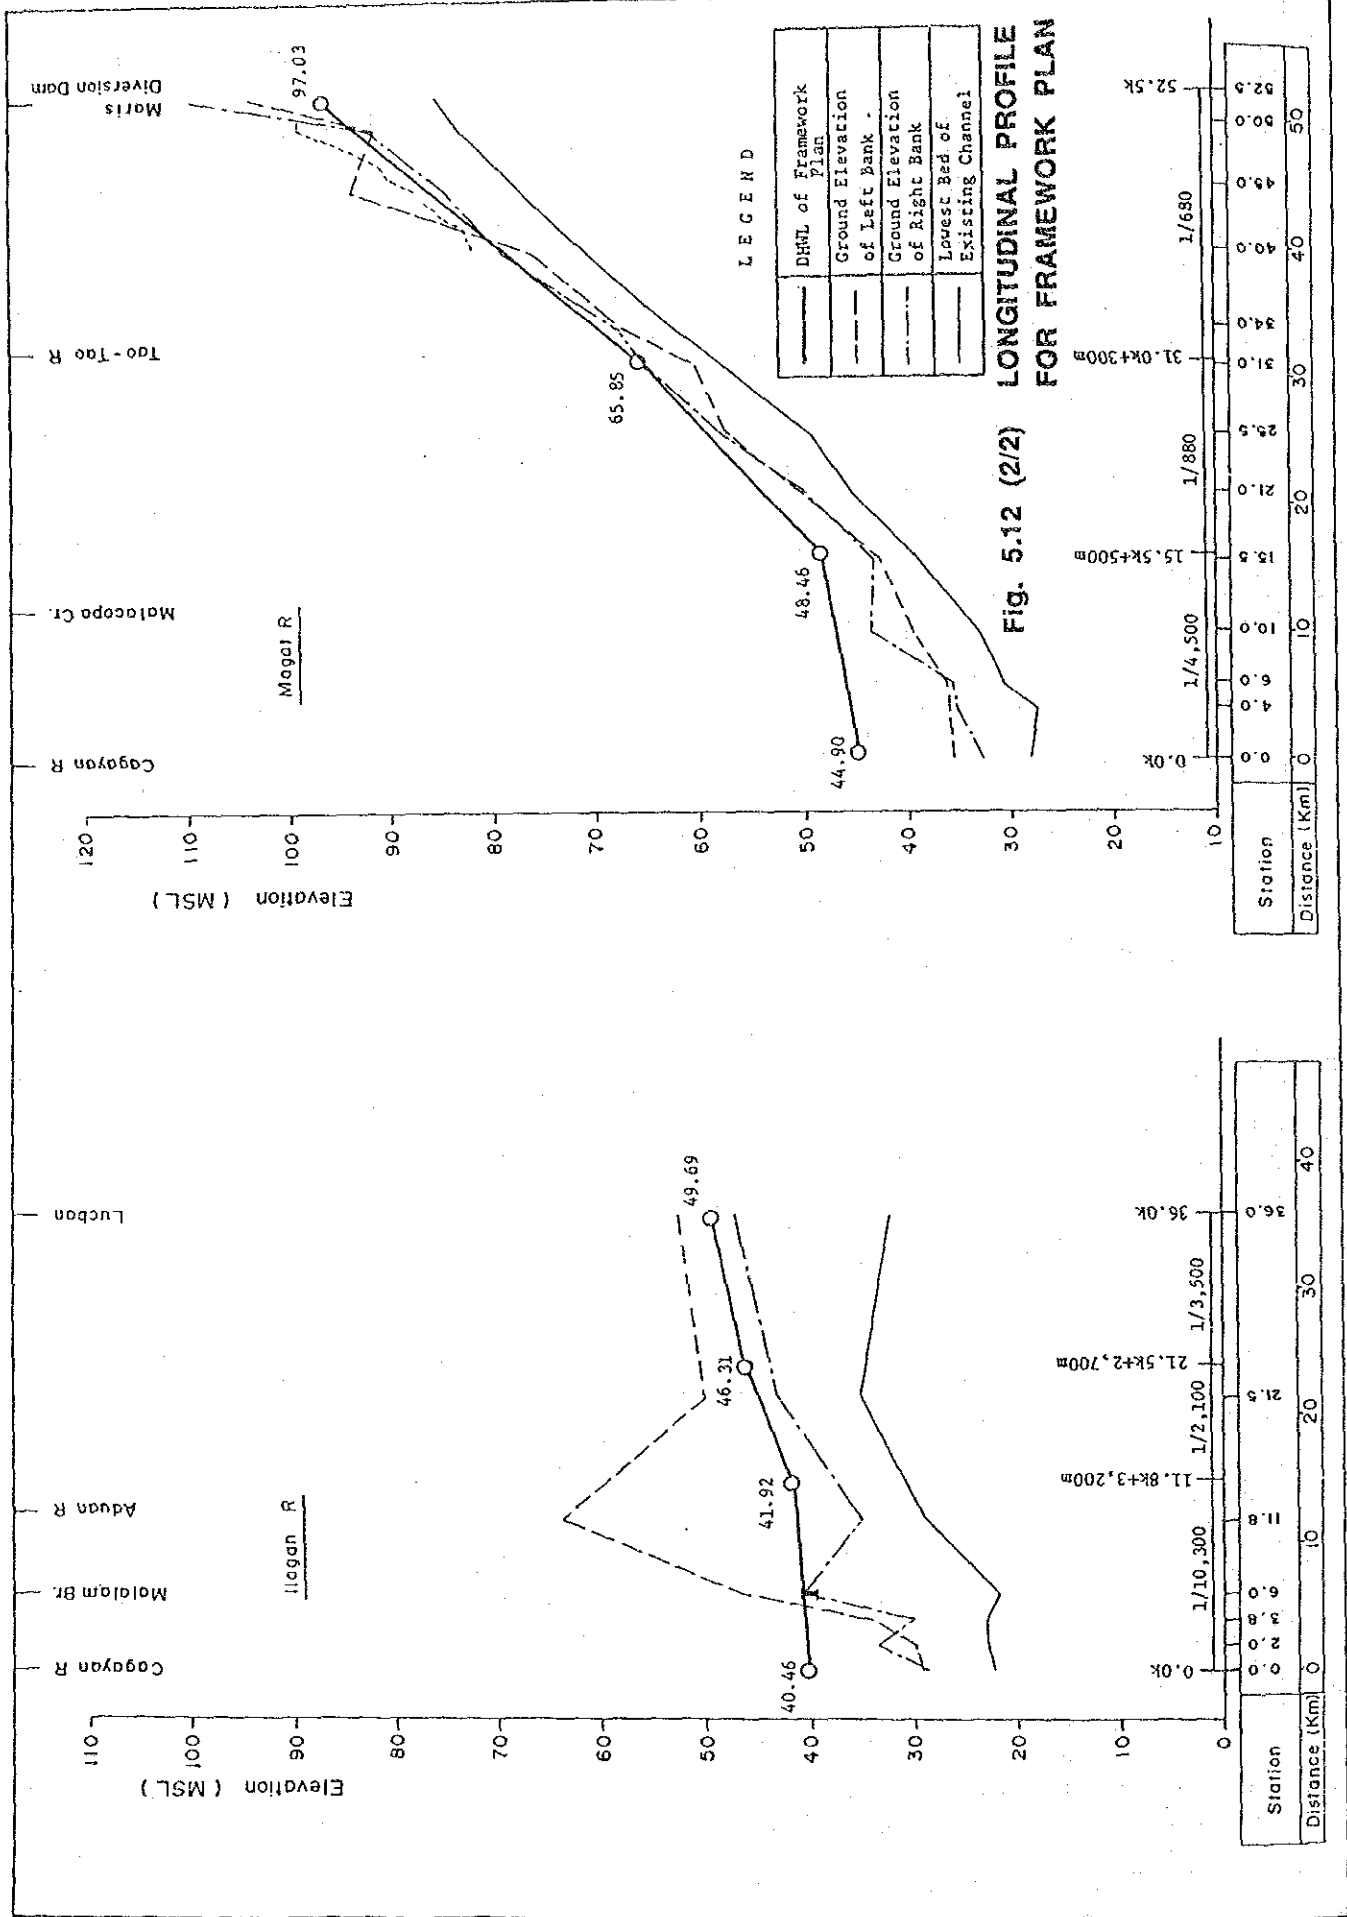 Ilagan R
Elevation ( MSL )
110
100
90
80
70
60
50
40
30
20
10
0
Cagayan R
Malalam Br.
Aduan R
Lucban
40.46
41.92
46.31
49.69
0.0k
11.8k+3,200m
21.5k+2,700m
36.0k
1/10,300
1/2,100
1/3,500
Station
0.0
2.0
3.8
6.0
11.8
21.5
36.0
Distance (Km)
0
10
20
30
40
Magat R
Elevation ( MSL )
120
110
100
90
80
70
60
50
40
30
20
10
Cagayan R
Malacopa Cr.
Tao-Tao R
Maris
Diversion Dam
44.90
48.46
65.85
97.03
0.0k
15.5k+500m
31.0k+300m
52.5k
1/4,500
1/880
1/680
Station
0.0
4.0
6.0
10.0
15.5
21.0
25.5
31.0
34.0
40.0
45.0
50.0
52.5
Distance (Km)
0
10
20
30
40
50
LEGEND
DHWL of Framework
Plan
Ground Elevation
of Left Bank .
Ground Elevation
of Right Bank
Lowest Bed of
Existing Channel
Fig. 5.12 (2/2) LONGITUDINAL PROFILE
FOR FRAMEWORK PLAN